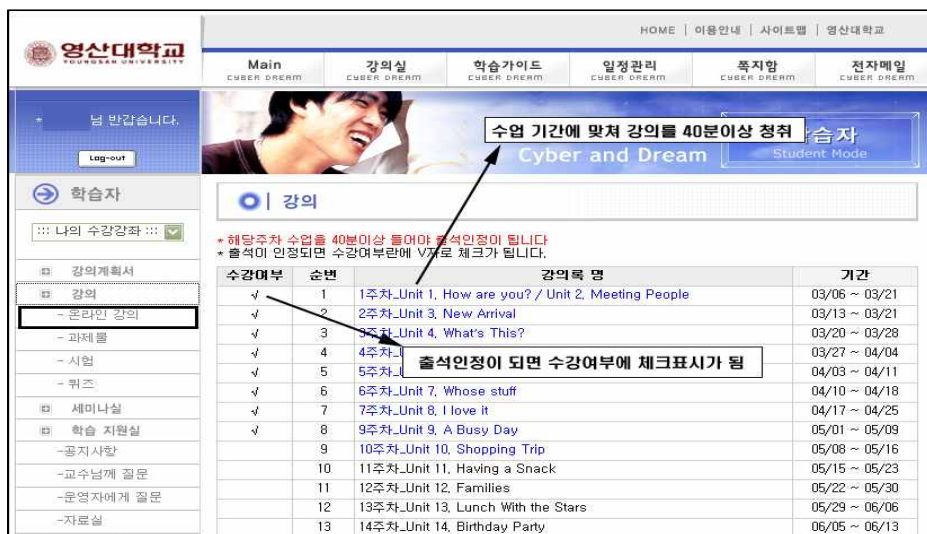 HOME | 이용안내 | 사이트맵 | 영산대학교
영산대학교
YOUNGSAN UNIVERSITY
Main 강의실 학습가이드 일정관리 쪽지함 전자메일
CYBER DREAM CYBER DREAM CYBER DREAM CYBER DREAM CYBER DREAM CYBER DREAM
님 반갑습니다.
Log-out
수업 기간에 맞춰 강의를 40분이상 청취
습자
Cyber and Dream
Student Mode
학습자
::: 나의 수강강좌 :::
강의계획서
강의
- 온라인 강의
- 과제물
- 시험
- 퀴즈
세미나실
학습 지원실
-공지사항
-교수님께 질문
-운영자에게 질문
-자료실
강의
* 해당주차 수업을 40분이상 들어야 출석인정이 됩니다
* 출석이 인정되면 수강여부란에 V자로 체크가 됩니다.
수강여부 순번 강의록 명 기간
√ 1 1주차_Unit 1, How are you? / Unit 2, Meeting People 03/06 ~ 03/21
√ 2 2주차_Unit 3, New Arrival 03/13 ~ 03/21
√ 3 3주차_Unit 4, What's This? 03/20 ~ 03/28
√ 4 4주차_ 03/27 ~ 04/04
출석인정이 되면 수강여부에 체크표시가 됨
√ 5 5주차_ 04/03 ~ 04/11
√ 6 6주차_Unit 7, Whose stuff 04/10 ~ 04/18
√ 7 7주차_Unit 8, I love it 04/17 ~ 04/25
√ 8 9주차_Unit 9, A Busy Day 05/01 ~ 05/09
9 10주차_Unit 10, Shopping Trip 05/08 ~ 05/16
10 11주차_Unit 11, Having a Snack 05/15 ~ 05/23
11 12주차_Unit 12, Families 05/22 ~ 05/30
12 13주차_Unit 13, Lunch With the Stars 05/29 ~ 06/06
13 14주차_Unit 14, Birthday Party 06/05 ~ 06/13